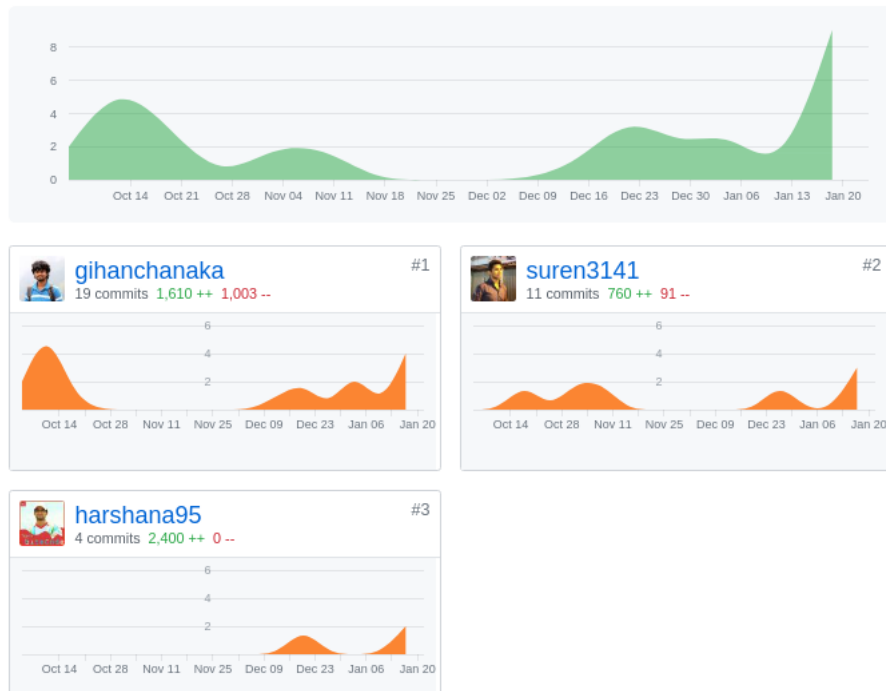 8
6
4
2
0
Oct 14 Oct 21 Oct 28 Nov 04 Nov 11 Nov 18 Nov 25 Dec 02 Dec 09 Dec 16 Dec 23 Dec 30 Jan 06 Jan 13 Jan 20
gihanchanaka #1
19 commits 1,610 ++ 1,003 --
6
4
2
Oct 14 Oct 28 Nov 11 Nov 25 Dec 09 Dec 23 Jan 06 Jan 20
suren3141 #2
11 commits 760 ++ 91 --
6
4
2
Oct 14 Oct 28 Nov 11 Nov 25 Dec 09 Dec 23 Jan 06 Jan 20
harshana95 #3
4 commits 2,400 ++ 0 --
6
4
2
Oct 14 Oct 28 Nov 11 Nov 25 Dec 09 Dec 23 Jan 06 Jan 20